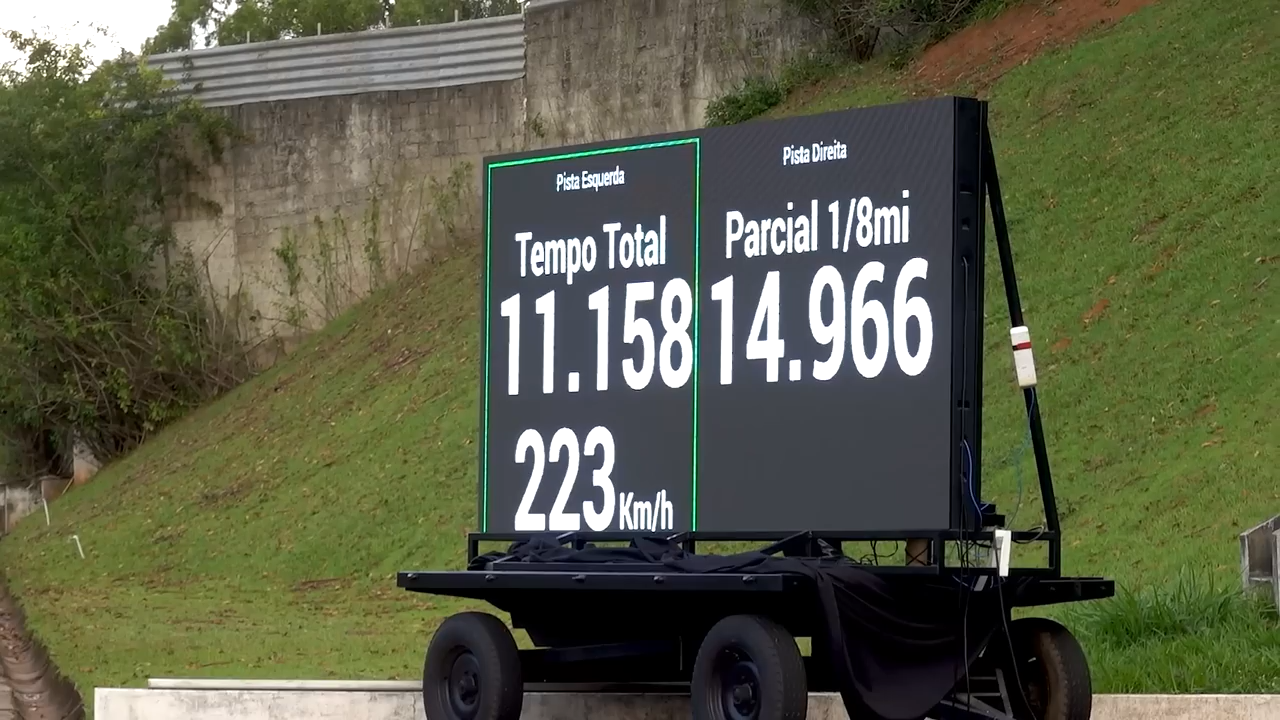 Pista Esquerda
Tempo Total
11.158
223 Km/h
Pista Direita
Parcial 1/8mi
14.966